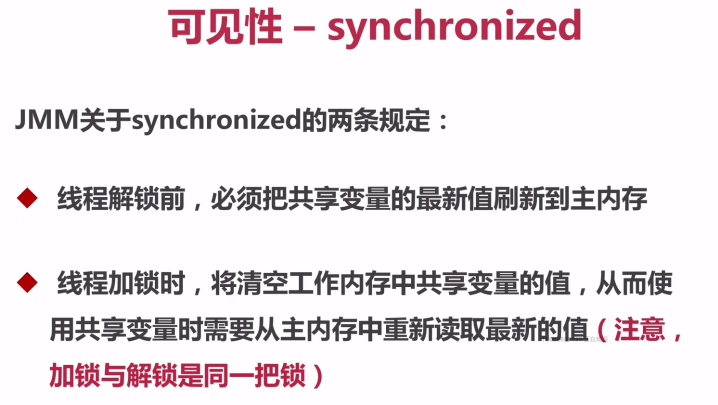 可见性 – synchronized
JMM关于synchronized的两条规定：
线程解锁前，必须把共享变量的最新值刷新到主内存
线程加锁时，将清空工作内存中共享变量的值，从而使
用共享变量时需要从主内存中重新读取最新的值（注意，
加锁与解锁是同一把锁）